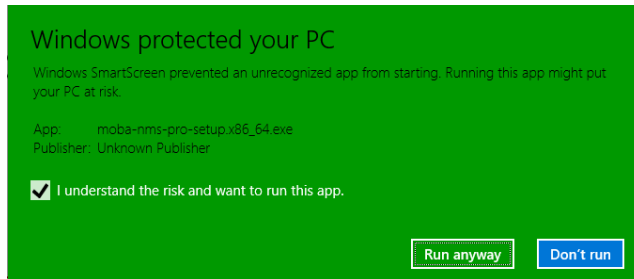 Windows protected your PC
Windows SmartScreen prevented an unrecognized app from starting. Running this app might put
your PC at risk.
App: moba-nms-pro-setup.x86_64.exe
Publisher: Unknown Publisher
I understand the risk and want to run this app.
Run anyway Don't run